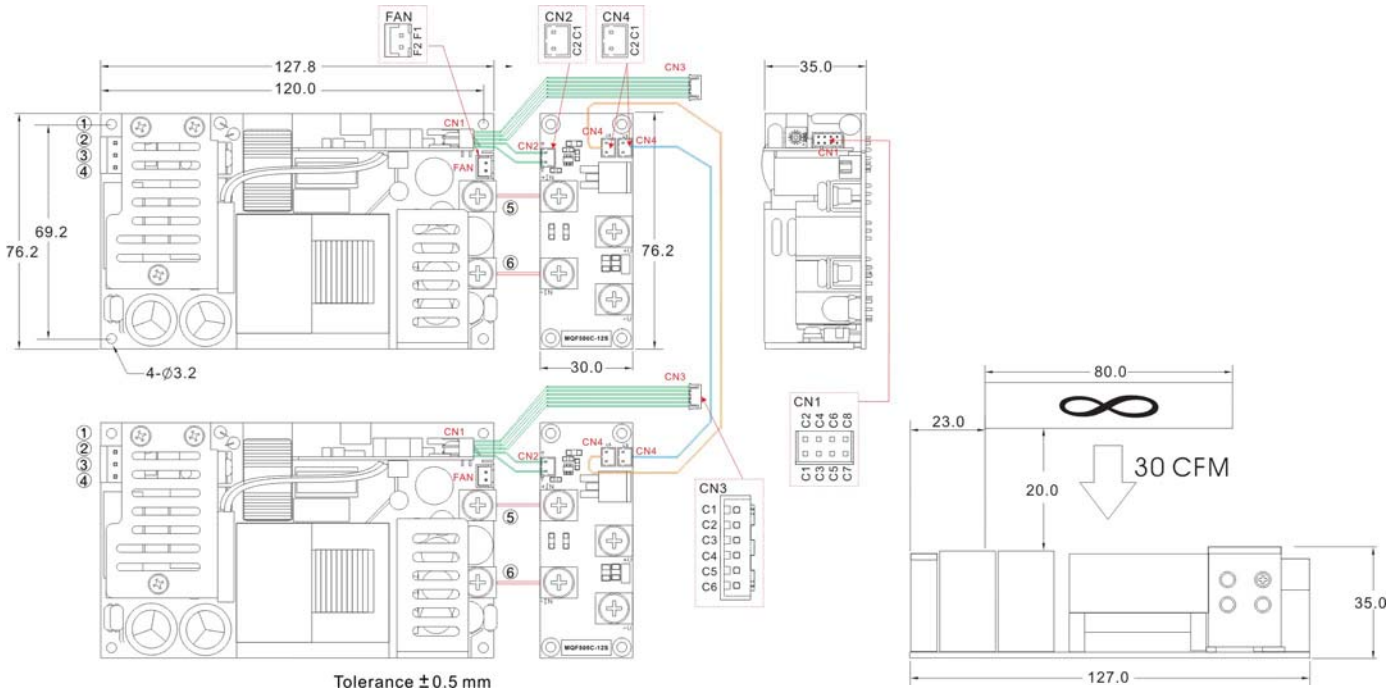 FAN
F2 F1
CN2
C2 C1
CN4
C2 C1
127.8
120.0
CN3
35.0
①
②
③
④
CN1
CN2
CN4
CN4
FAN
+IN
⑤
⑥
-IN
69.2
76.2
76.2
CN1
MQF500C-12S
30.0
4-Ø3.2
80.0
CN3
23.0
30 CFM
20.0
CN1
C2 C4 C6 C8
C1 C3 C5 C7
①
②
③
④
CN1
CN2
CN4
CN4
FAN
+IN
⑤
⑥
-IN
CN3
C1
C2
C3
C4
C5
C6
MQF500C-12S
35.0
127.0
Tolerance ±0.5 mm